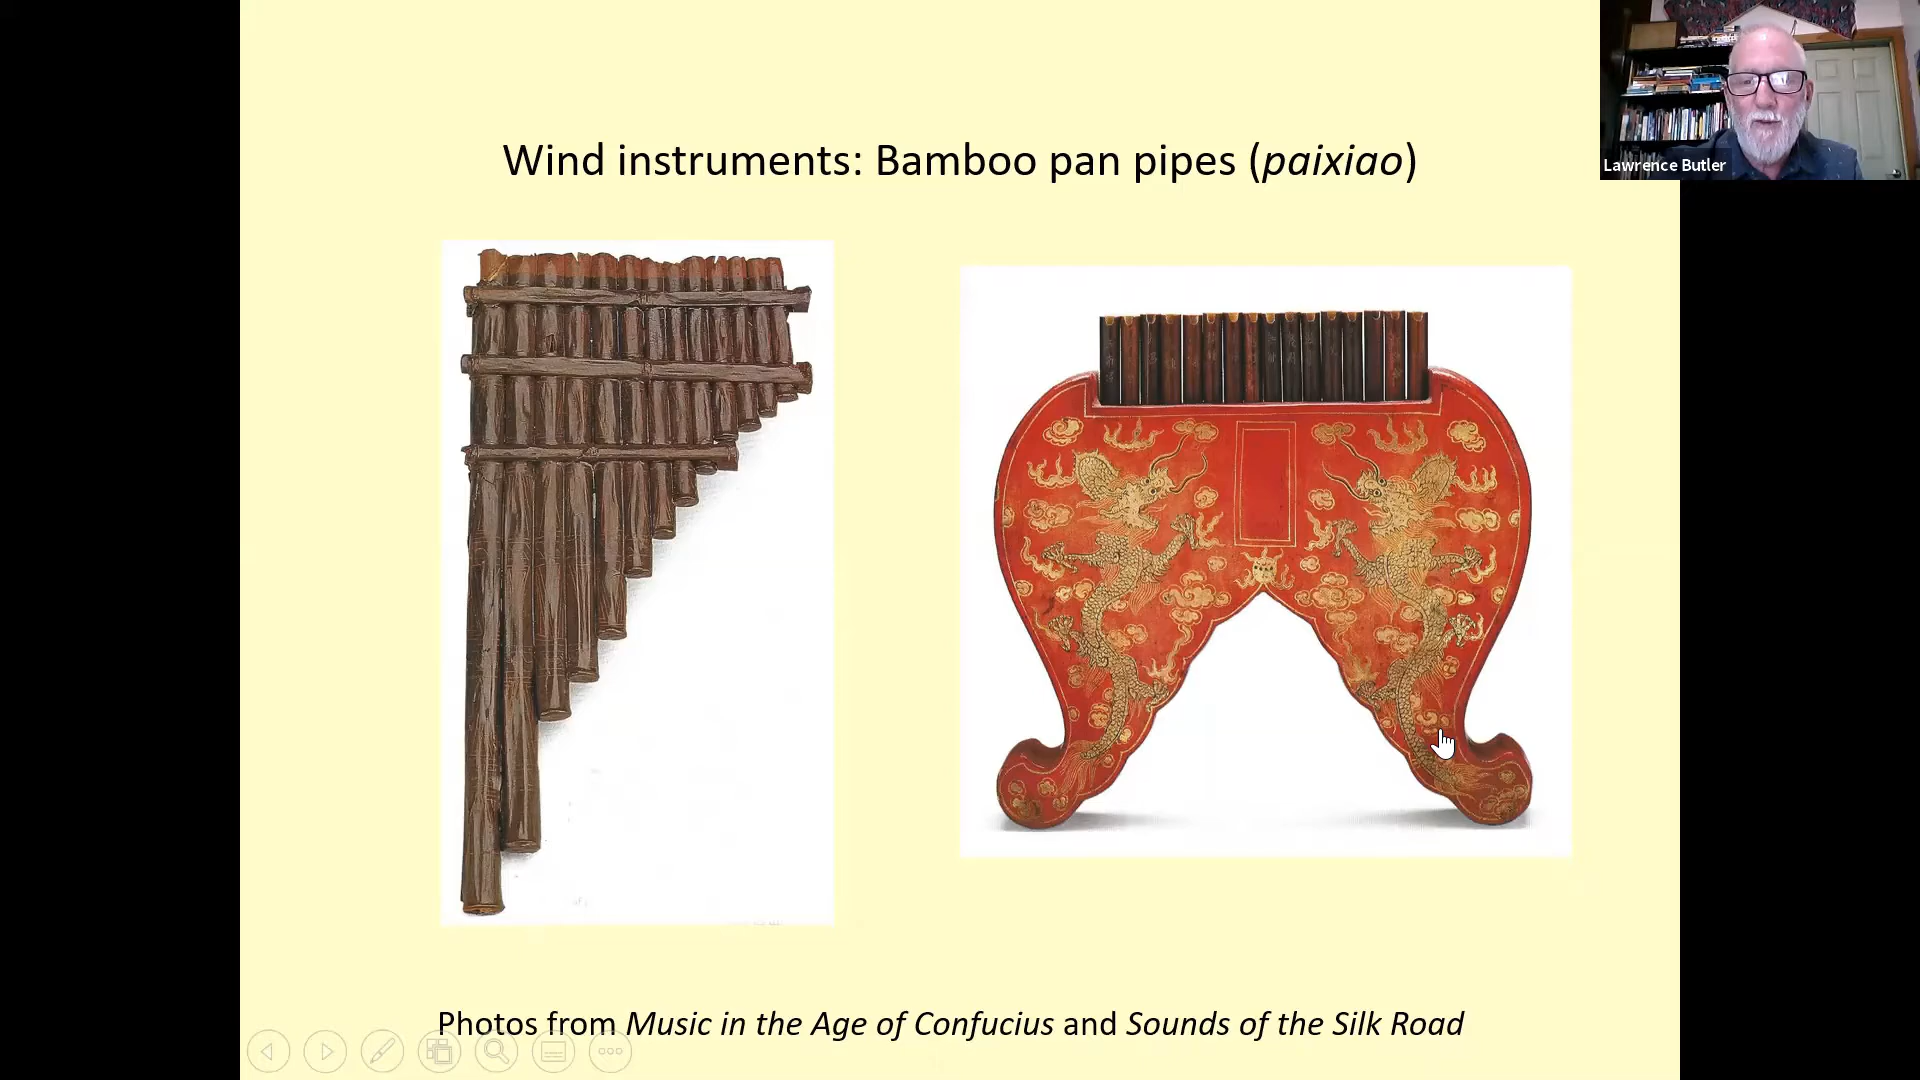 Wind instruments: Bamboo pan pipes (paixiao)
Lawrence Butler
Photos from Music in the Age of Confucius and Sounds of the Silk Road